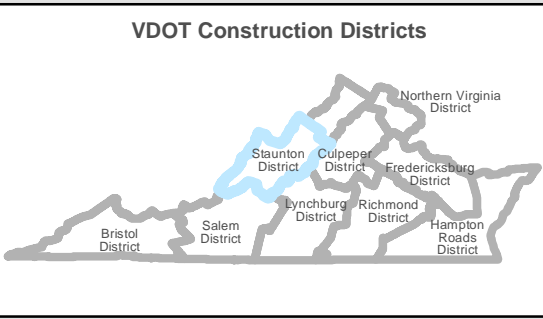 VDOT Construction Districts
Northern Virginia
District
Staunton
District
Culpeper
District
Fredericksburg
District
Lynchburg
District
Richmond
District
Salem
District
Bristol
District
Hampton
Roads
District